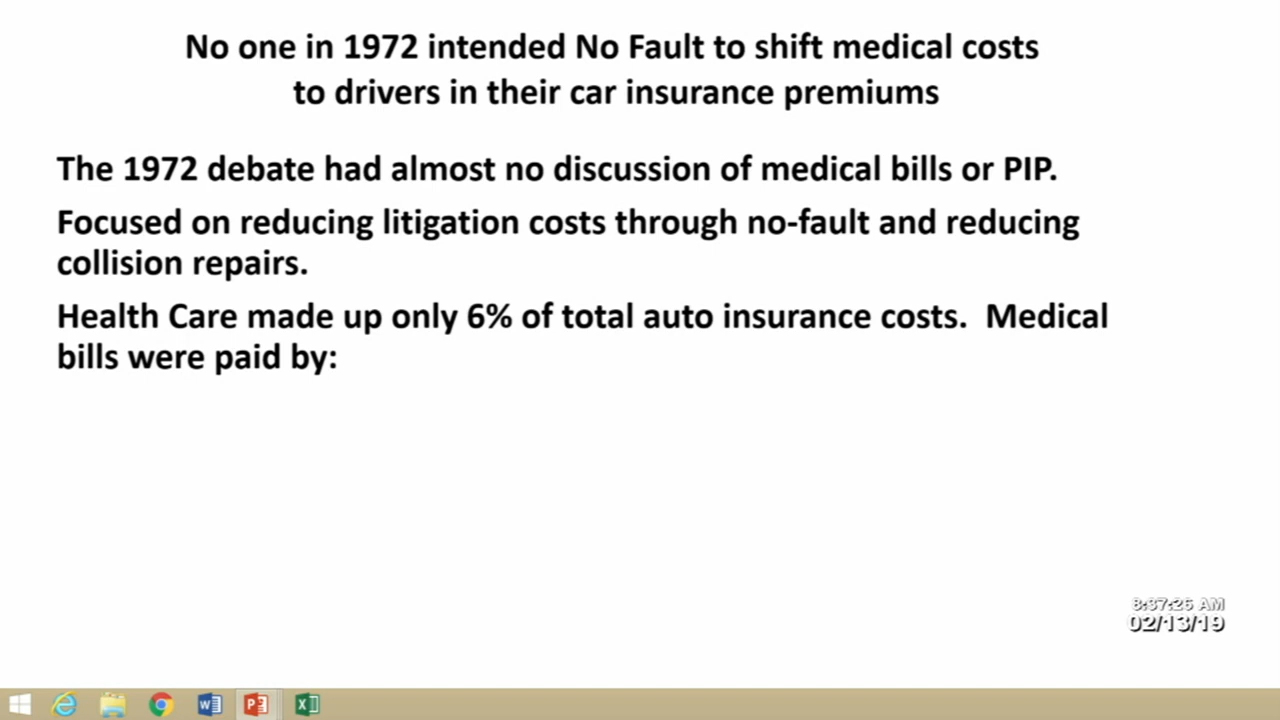 No one in 1972 intended No Fault to shift medical costs
to drivers in their car insurance premiums
The 1972 debate had almost no discussion of medical bills or PIP.
Focused on reducing litigation costs through no-fault and reducing
collision repairs.
Health Care made up only 6% of total auto insurance costs.  Medical
bills were paid by:
8:37:26 AM
02/13/19